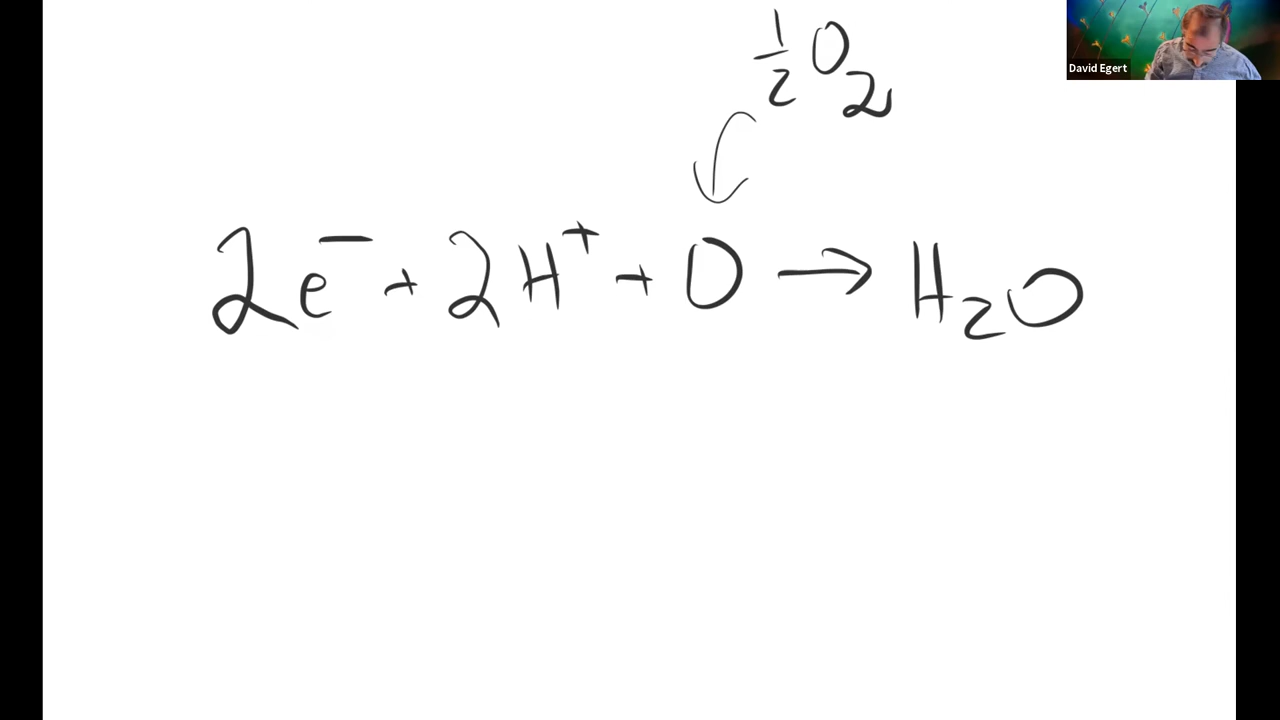 ½O₂
David Egert
2e⁻ + 2H⁺ + O → H₂O